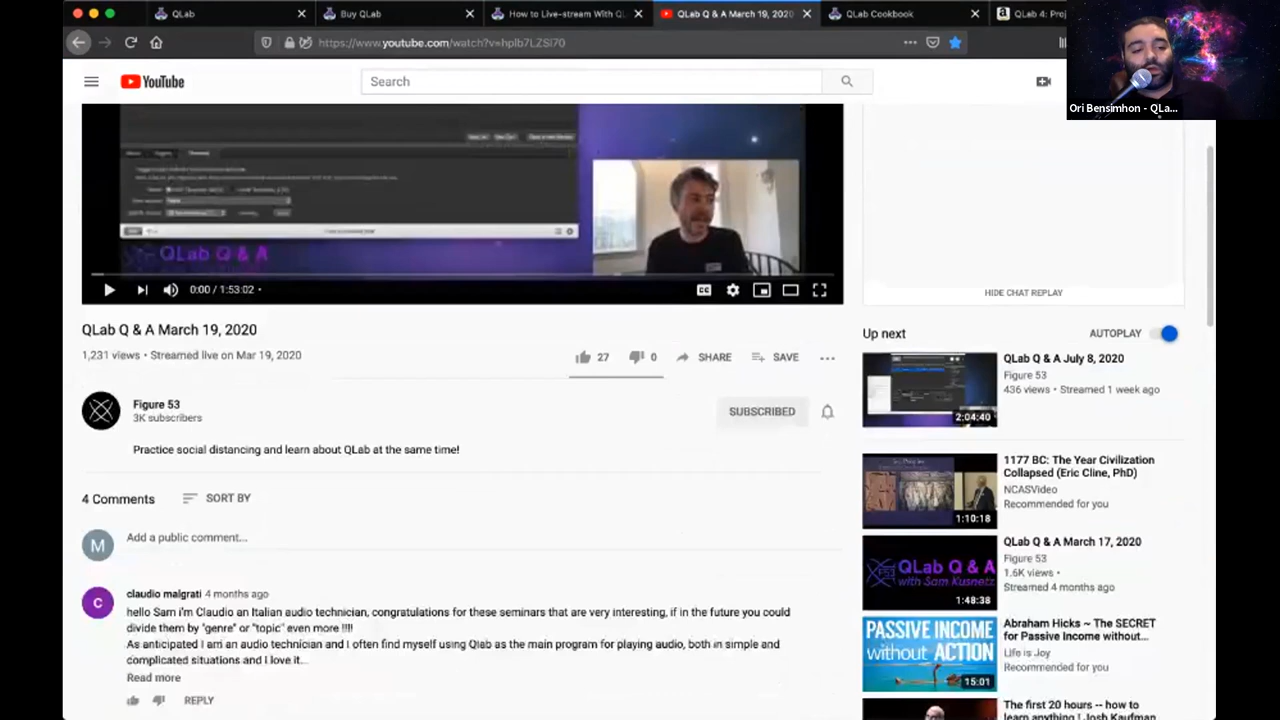 QLab
Buy QLab
How to Live-stream With QL
QLab Q & A March 19, 2020
QLab Cookbook
QLab 4: Proj
https://www.youtube.com/watch?v=hpIb7LZSI70
YouTube
Search
Ori Bensimhon - QLa...
QLab Q & A
0:00 / 1:53:02
CC
HIDE CHAT REPLAY
QLab Q & A March 19, 2020
1,231 views • Streamed live on Mar 19, 2020
27
0
SHARE
SAVE
Figure 53
3K subscribers
SUBSCRIBED
Practice social distancing and learn about QLab at the same time!
4 Comments
SORT BY
M
Add a public comment...
C
claudio malgrati 4 months ago
hello Sam i'm Claudio an Italian audio technician, congratulations for these seminars that are very interesting, if in the future you could
divide them by "genre" or "topic" even more !!!!
As anticipated I am an audio technician and I often find myself using Qlab as the main program for playing audio, both in simple and
complicated situations and I love it...
Read more
REPLY
Up next
AUTOPLAY
2:04:40
QLab Q & A July 8, 2020
Figure 53
436 views • Streamed 1 week ago
1:10:18
1177 BC: The Year Civilization
Collapsed (Eric Cline, PhD)
NCASVideo
Recommended for you
QLab Q & A
with Sam Kusnetz
1:48:38
QLab Q & A March 17, 2020
Figure 53
1.6K views •
Streamed 4 months ago
PASSIVE INCOME
without ACTION
15:01
Abraham Hicks ~ The SECRET
for Passive Income without...
Life is Joy
Recommended for you
The first 20 hours -- how to
learn anything | Josh Kaufman